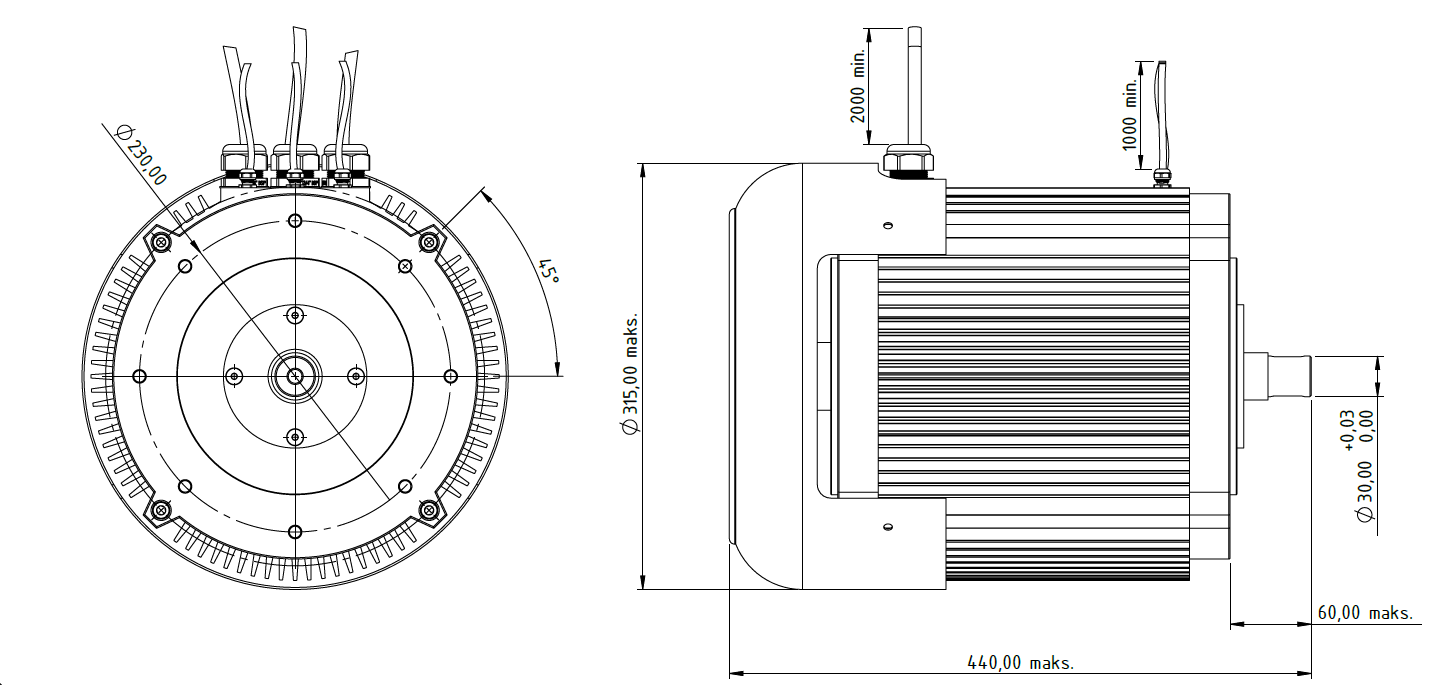 ⌀ 230,00
45°
2000 min.
1000 min.
⌀ 315,00 maks.
+0,03
⌀ 30,00 0,00
60,00 maks.
440,00 maks.